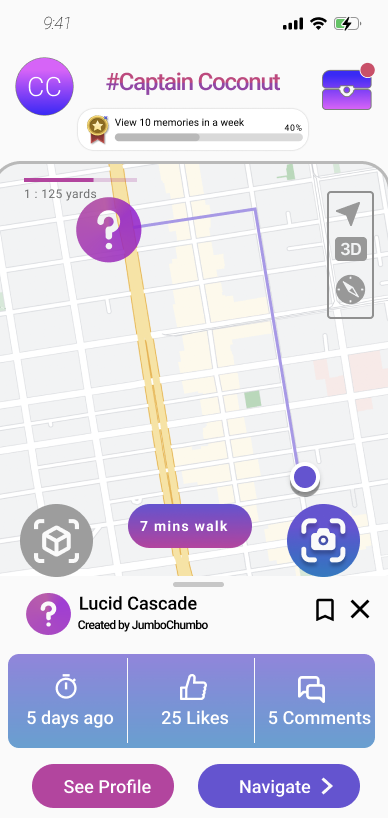 9:41
CC
#Captain Coconut
View 10 memories in a week
40%
1 : 125 yards
?
3D
7 mins walk
?
Lucid Cascade
Created by JumboChumbo
5 days ago
25 Likes
5 Comments
See Profile
Navigate